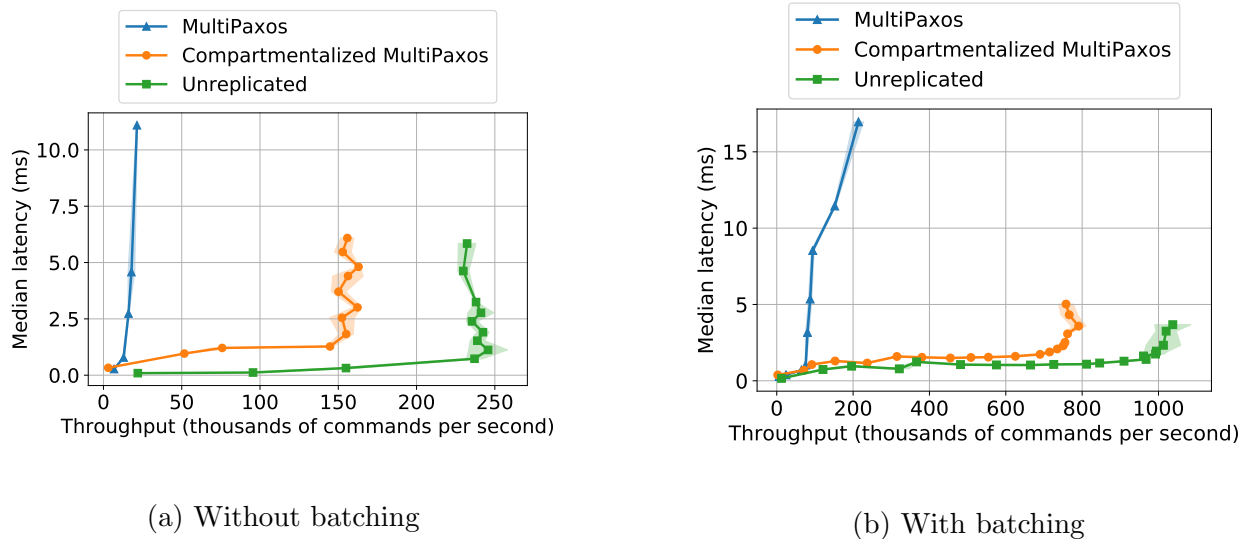 MultiPaxos
Compartmentalized MultiPaxos
Unreplicated
Median latency (ms)
10.0
7.5
5.0
2.5
0.0
0 50 100 150 200 250
Throughput (thousands of commands per second)
(a) Without batching
MultiPaxos
Compartmentalized MultiPaxos
Unreplicated
Median latency (ms)
15
10
5
0
0 200 400 600 800 1000
Throughput (thousands of commands per second)
(b) With batching